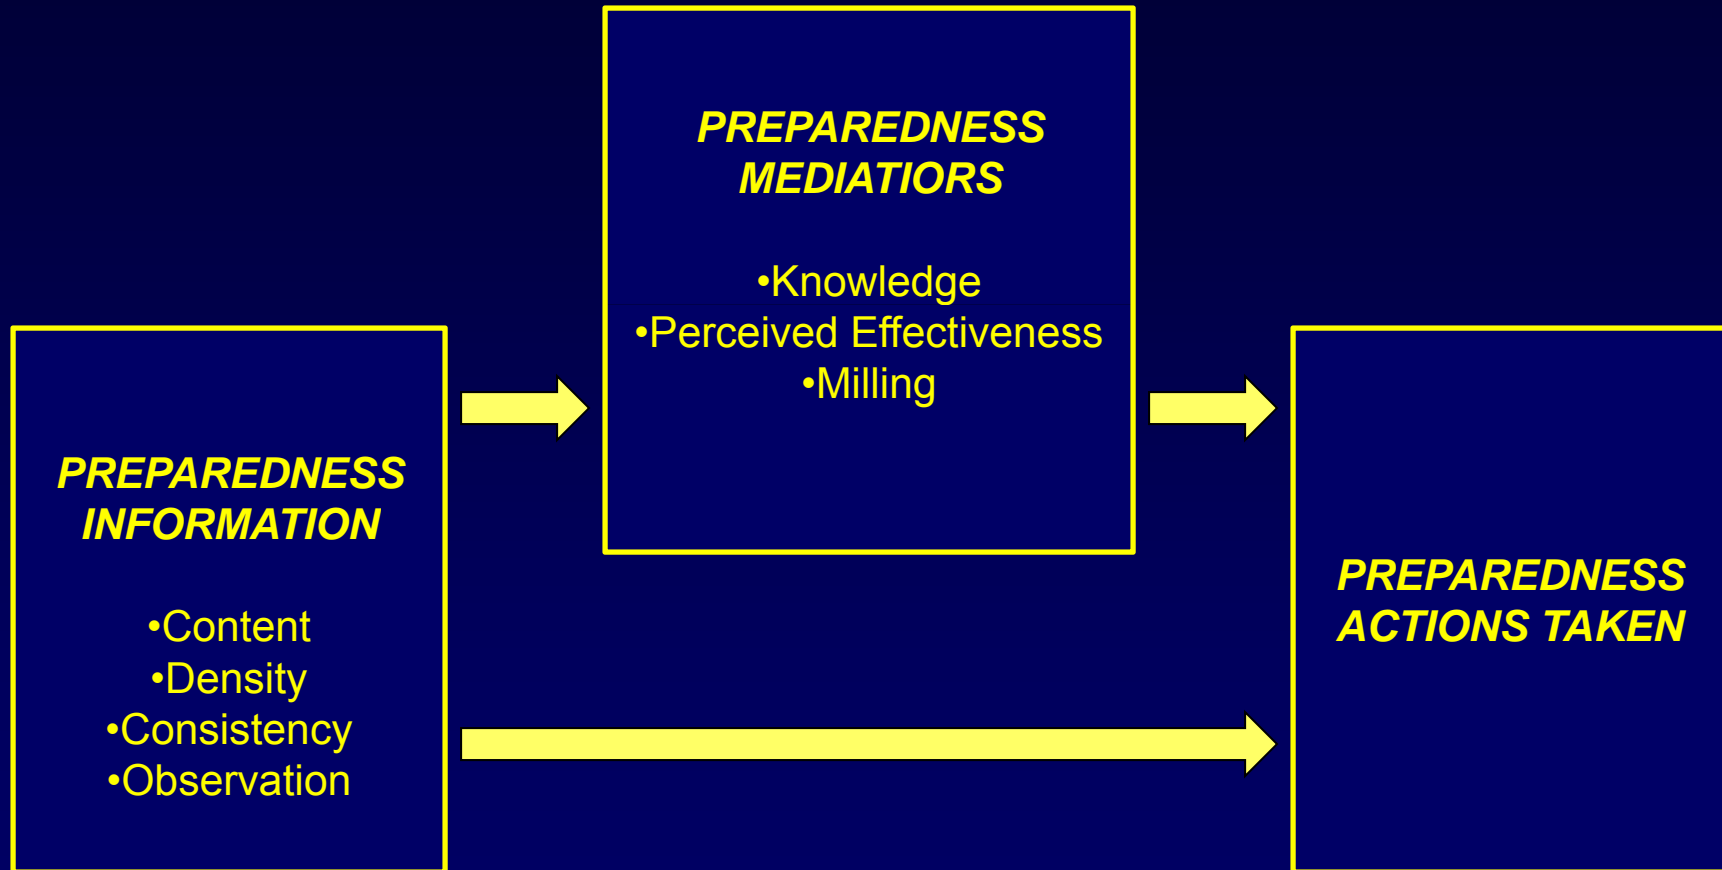 PREPAREDNESS
MEDIATIORS
•Knowledge
•Perceived Effectiveness
•Milling
PREPAREDNESS
INFORMATION
•Content
•Density
•Consistency
•Observation
PREPAREDNESS
ACTIONS TAKEN